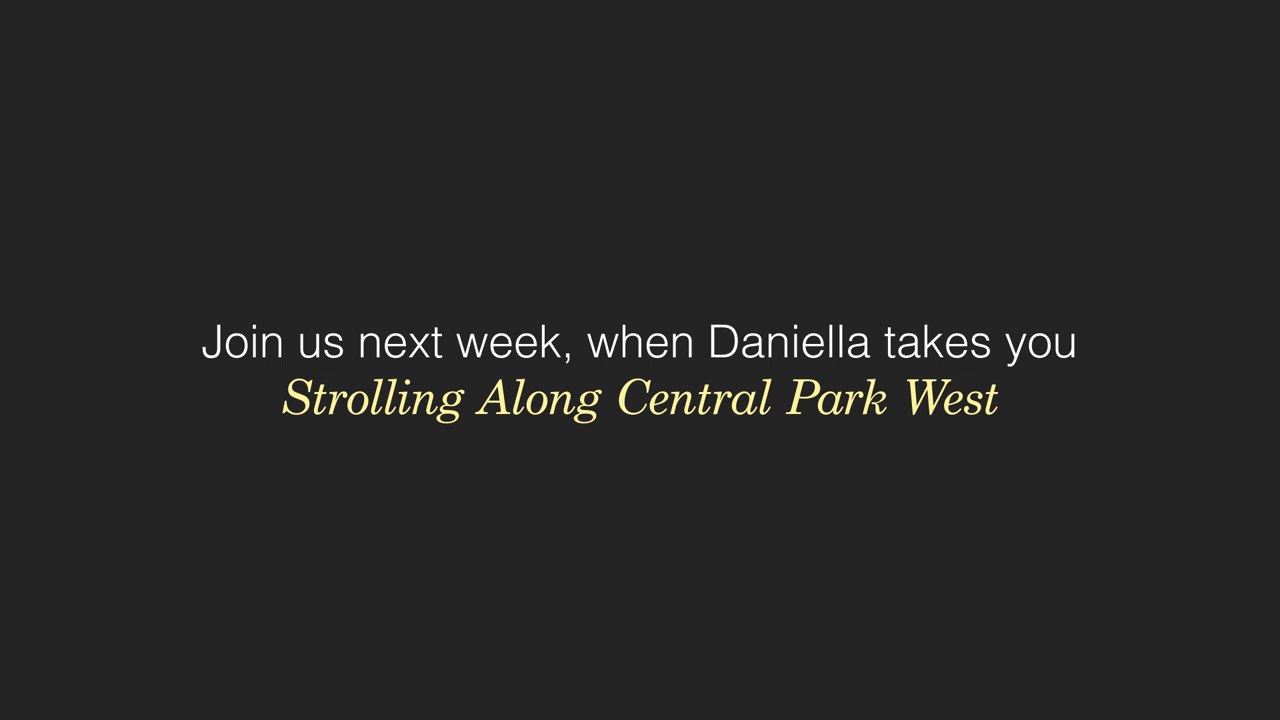 Join us next week, when Daniella takes you
Strolling Along Central Park West